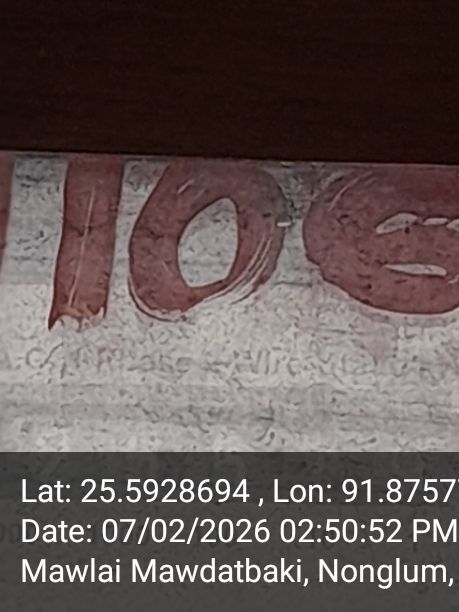 110
Lat: 25.5928694 , Lon: 91.8757
Date: 07/02/2026 02:50:52 PM
Mawlai Mawdatbaki, Nonglum,